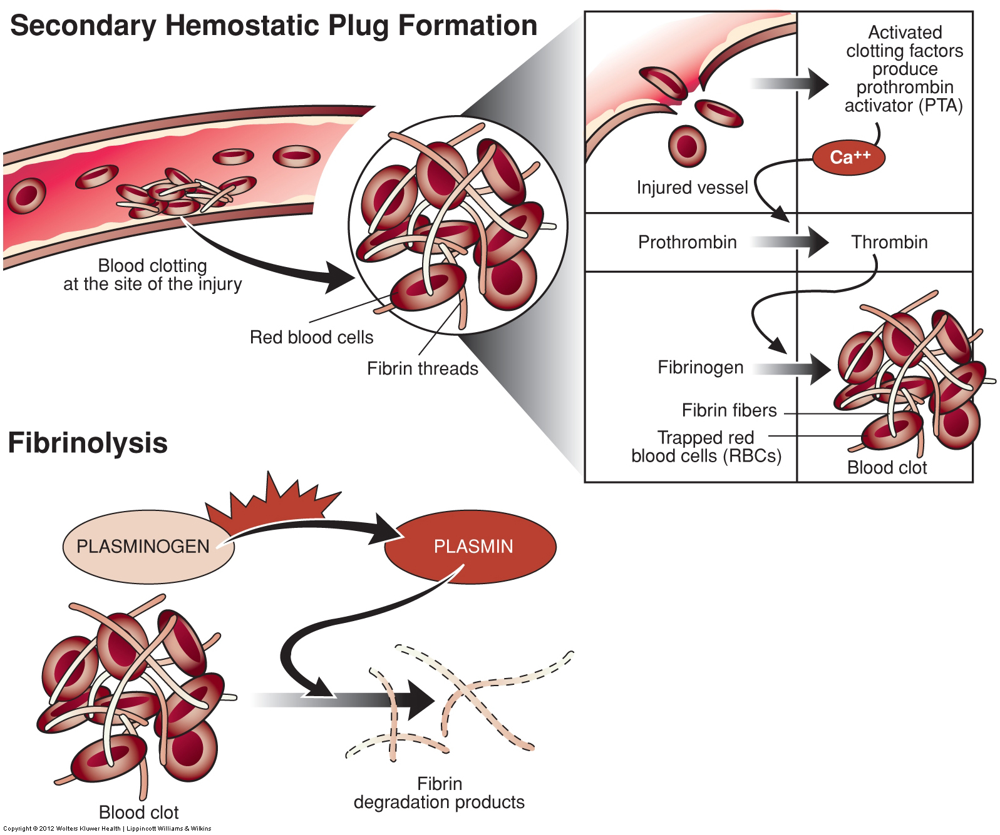 Secondary Hemostatic Plug Formation
Blood clotting
at the site of the injury
Red blood cells
Fibrin threads
Activated
clotting factors
produce
prothrombin
activator (PTA)
Ca++
Injured vessel
Prothrombin
Thrombin
Fibrinogen
Fibrin fibers
Trapped red
blood cells (RBCs)
Blood clot
Fibrinolysis
PLASMINOGEN
PLASMIN
Blood clot
Fibrin
degradation products
Copyright © 2012 Wolters Kluwer Health | Lippincott Williams & Wilkins